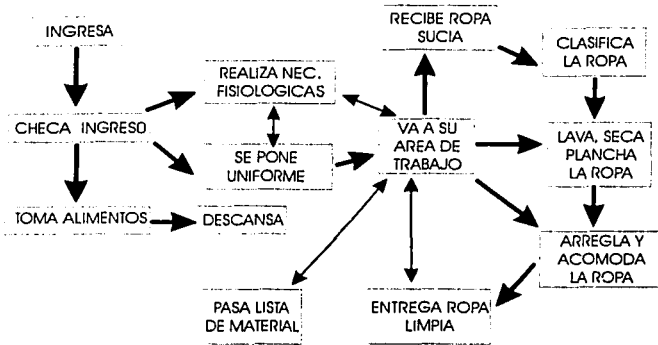 INGRESA
CHECA INGRESO
TOMA ALIMENTOS
DESCANSA
REALIZA NEC.
FISIOLOGICAS
SE PONE
UNIFORME
VA A SU
AREA DE
TRABAJO
RECIBE ROPA
SUCIA
CLASIFICA
LA ROPA
LAVA, SECA
PLANCHA
LA ROPA
ARREGLA Y
ACOMODA
LA ROPA
ENTREGA ROPA
LIMPIA
PASA LISTA
DE MATERIAL